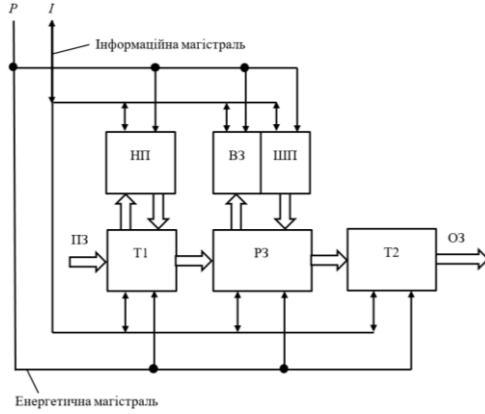 P I
Інформаційна магістраль
НП ВЗ ШП
ПЗ Т1 РЗ Т2 ОЗ
Енергетична магістраль